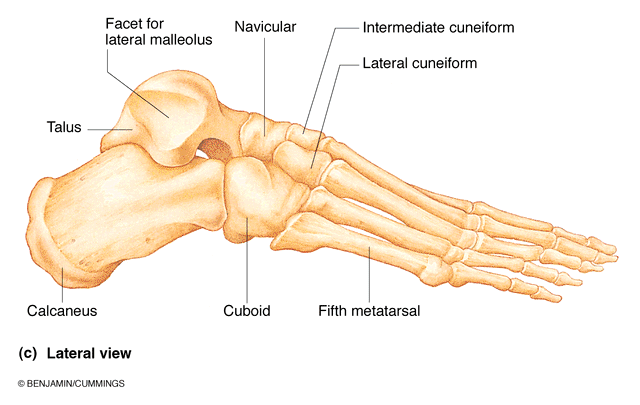 Facet for
lateral malleolus
Navicular
Intermediate cuneiform
Lateral cuneiform
Talus
Calcaneus
Cuboid
Fifth metatarsal
(c) Lateral view
© BENJAMIN/CUMMINGS